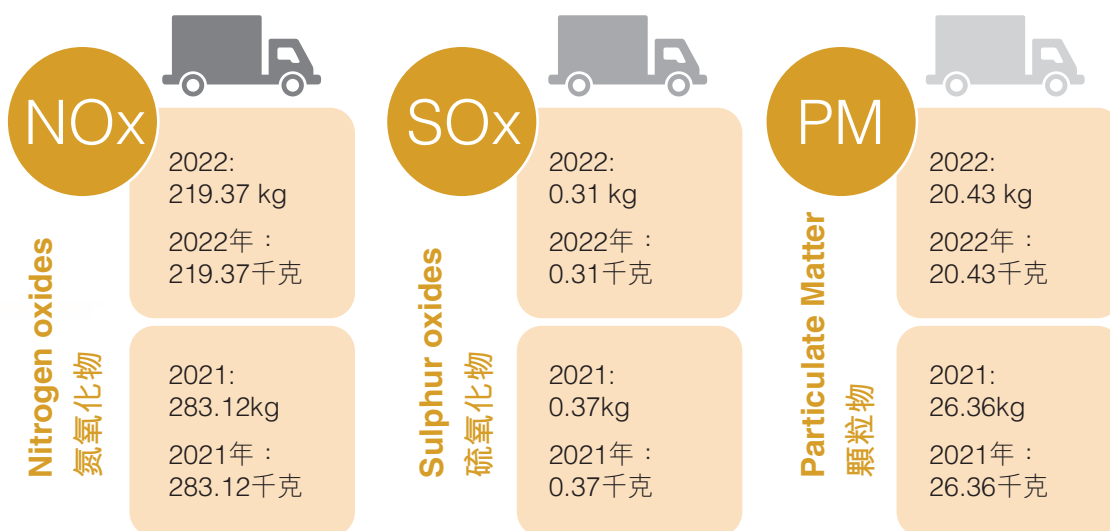 NOx
Nitrogen oxides
氮氧化物
2022:
219.37 kg
2022年：
219.37千克
2021:
283.12kg
2021年：
283.12千克
SOx
Sulphur oxides
硫氧化物
2022:
0.31 kg
2022年：
0.31千克
2021:
0.37kg
2021年：
0.37千克
PM
Particulate Matter
顆粒物
2022:
20.43 kg
2022年：
20.43千克
2021:
26.36kg
2021年：
26.36千克